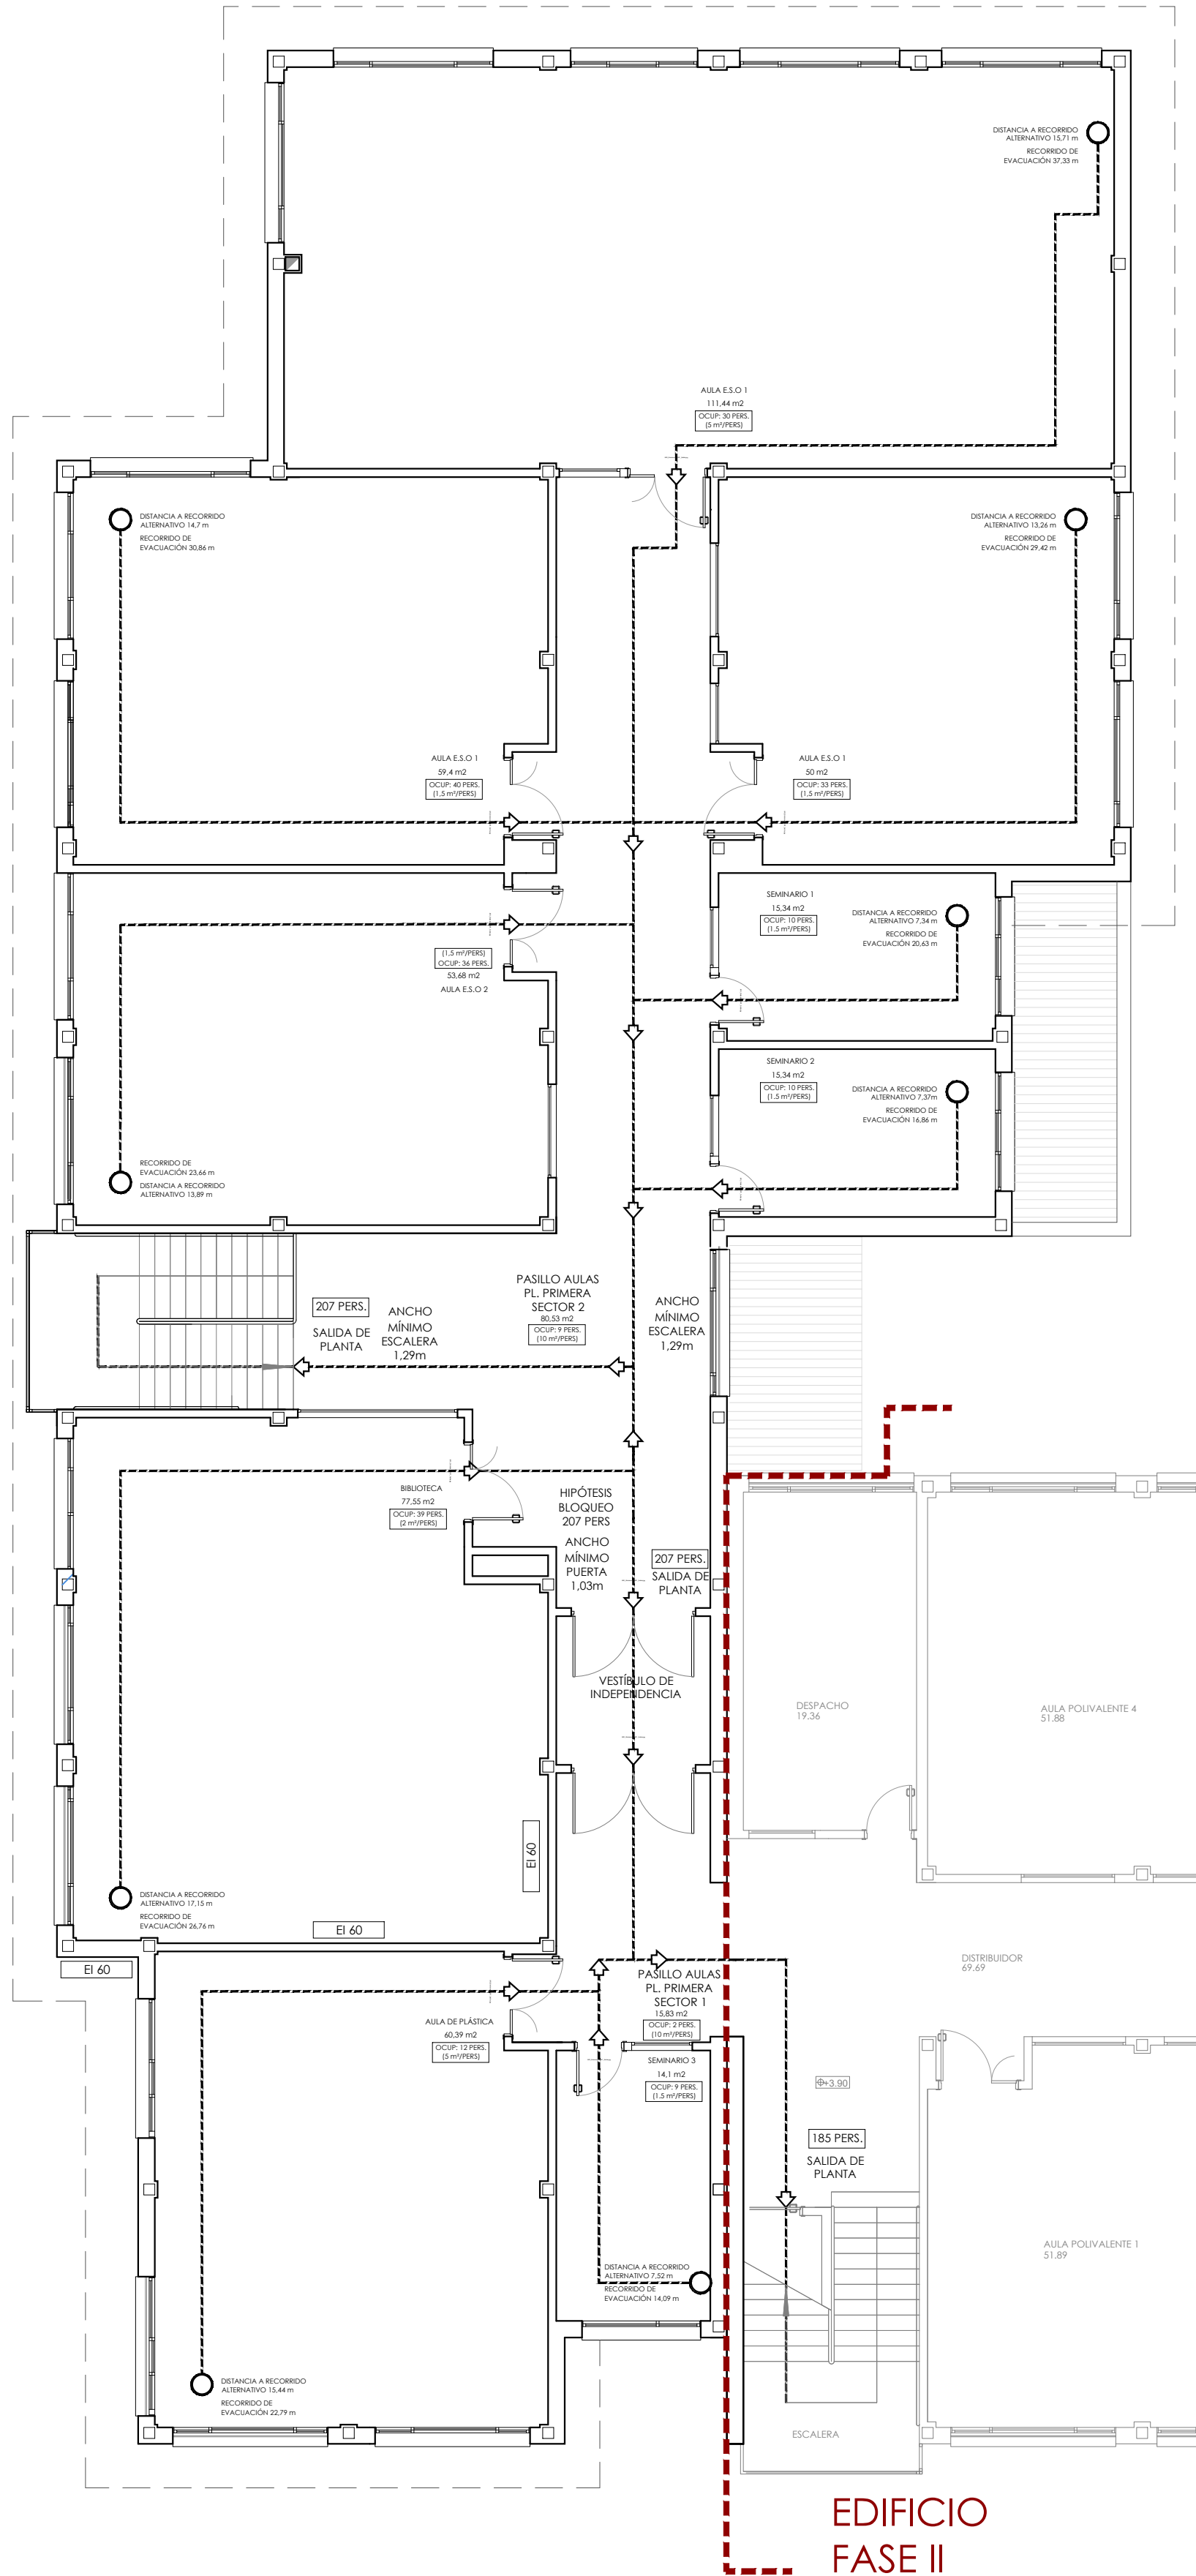 DISTANCIA A RECORRIDO
ALTERNATIVO 15,71 m
RECORRIDO DE
EVACUACIÓN 37,33 m
AULA E.S.O 1
111,44 m2
OCUP: 30 PERS.
(5 m²/PERS)
DISTANCIA A RECORRIDO
ALTERNATIVO 14,7 m
RECORRIDO DE
EVACUACIÓN 30,86 m
DISTANCIA A RECORRIDO
ALTERNATIVO 13,26 m
RECORRIDO DE
EVACUACIÓN 29,42 m
AULA E.S.O 1
59,4 m2
OCUP: 40 PERS.
(1,5 m²/PERS)
AULA E.S.O 1
50 m2
OCUP: 33 PERS.
(1,5 m²/PERS)
SEMINARIO 1
15,34 m2
OCUP: 10 PERS.
(1.5 m²/PERS)
DISTANCIA A RECORRIDO
ALTERNATIVO 7,34 m
RECORRIDO DE
EVACUACIÓN 20,63 m
(1,5 m²/PERS)
OCUP: 36 PERS.
53,68 m2
AULA E.S.O 2
SEMINARIO 2
15,34 m2
OCUP: 10 PERS.
(1.5 m²/PERS)
DISTANCIA A RECORRIDO
ALTERNATIVO 7,37m
RECORRIDO DE
EVACUACIÓN 16,86 m
RECORRIDO DE
EVACUACIÓN 23,66 m
DISTANCIA A RECORRIDO
ALTERNATIVO 13,89 m
207 PERS.
SALIDA DE
PLANTA
ANCHO
MÍNIMO
ESCALERA
1,29m
PASILLO AULAS
PL. PRIMERA
SECTOR 2
80,53 m2
OCUP: 9 PERS.
(10 m²/PERS)
ANCHO
MÍNIMO
ESCALERA
1,29m
BIBLIOTECA
77,55 m2
OCUP: 39 PERS.
(2 m²/PERS)
HIPÓTESIS
BLOQUEO
207 PERS
ANCHO
MÍNIMO
PUERTA
1,03m
207 PERS.
SALIDA DE
PLANTA
VESTÍBULO DE
INDEPENDENCIA
DESPACHO
19.36
AULA POLIVALENTE 4
51.88
EI 60
DISTANCIA A RECORRIDO
ALTERNATIVO 17,15 m
RECORRIDO DE
EVACUACIÓN 26,76 m
EI 60
EI 60
DISTRIBUIDOR
69.69
PASILLO AULAS
PL. PRIMERA
SECTOR 1
15,83 m2
OCUP: 2 PERS.
(10 m²/PERS)
AULA DE PLÁSTICA
60,39 m2
OCUP: 12 PERS.
(5 m²/PERS)
SEMINARIO 3
14,1 m2
OCUP: 9 PERS.
(1.5 m²/PERS)
+3.90
185 PERS.
SALIDA DE
PLANTA
AULA POLIVALENTE 1
51.89
DISTANCIA A RECORRIDO
ALTERNATIVO 7,52 m
RECORRIDO DE
EVACUACIÓN 14,09 m
DISTANCIA A RECORRIDO
ALTERNATIVO 15,44 m
RECORRIDO DE
EVACUACIÓN 22,79 m
ESCALERA
EDIFICIO
FASE II